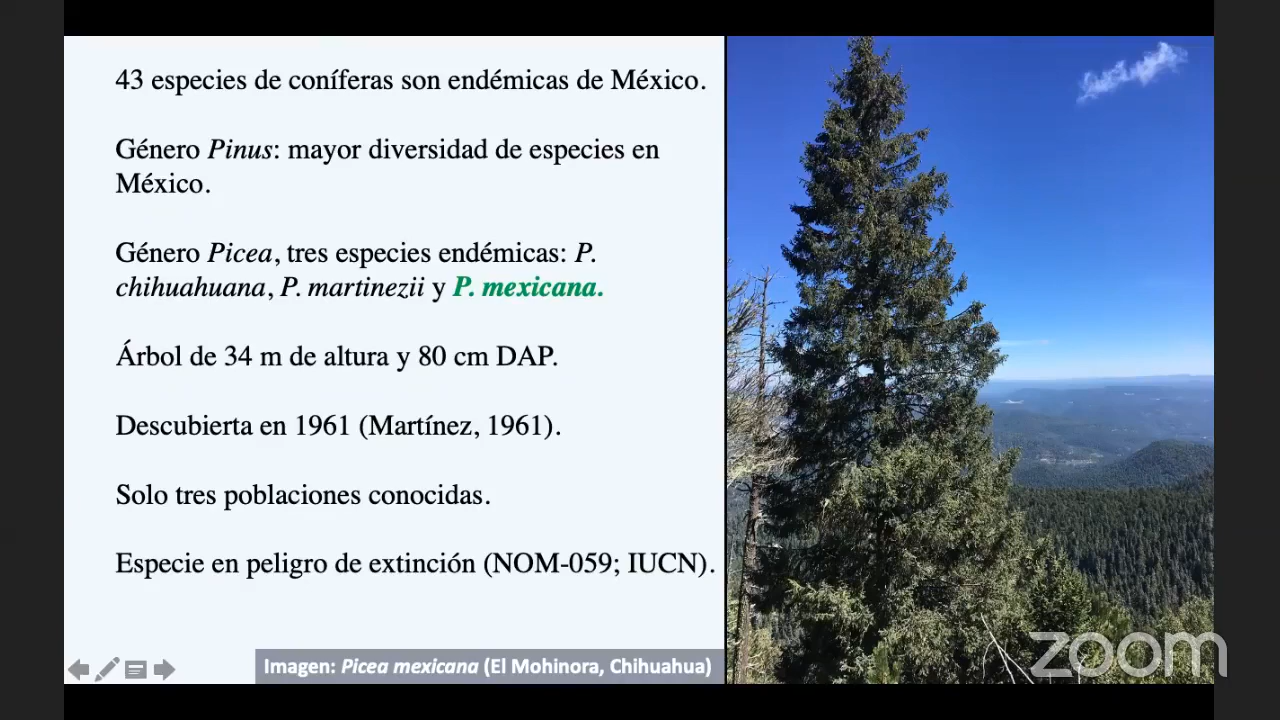 43 especies de coníferas son endémicas de México.
Género Pinus: mayor diversidad de especies en
México.
Género Picea, tres especies endémicas: P.
chihuahuana, P. martinezii y P. mexicana.
Árbol de 34 m de altura y 80 cm DAP.
Descubierta en 1961 (Martínez, 1961).
Solo tres poblaciones conocidas.
Especie en peligro de extinción (NOM-059; IUCN).
Imagen: Picea mexicana (El Mohinora, Chihuahua)
zoom